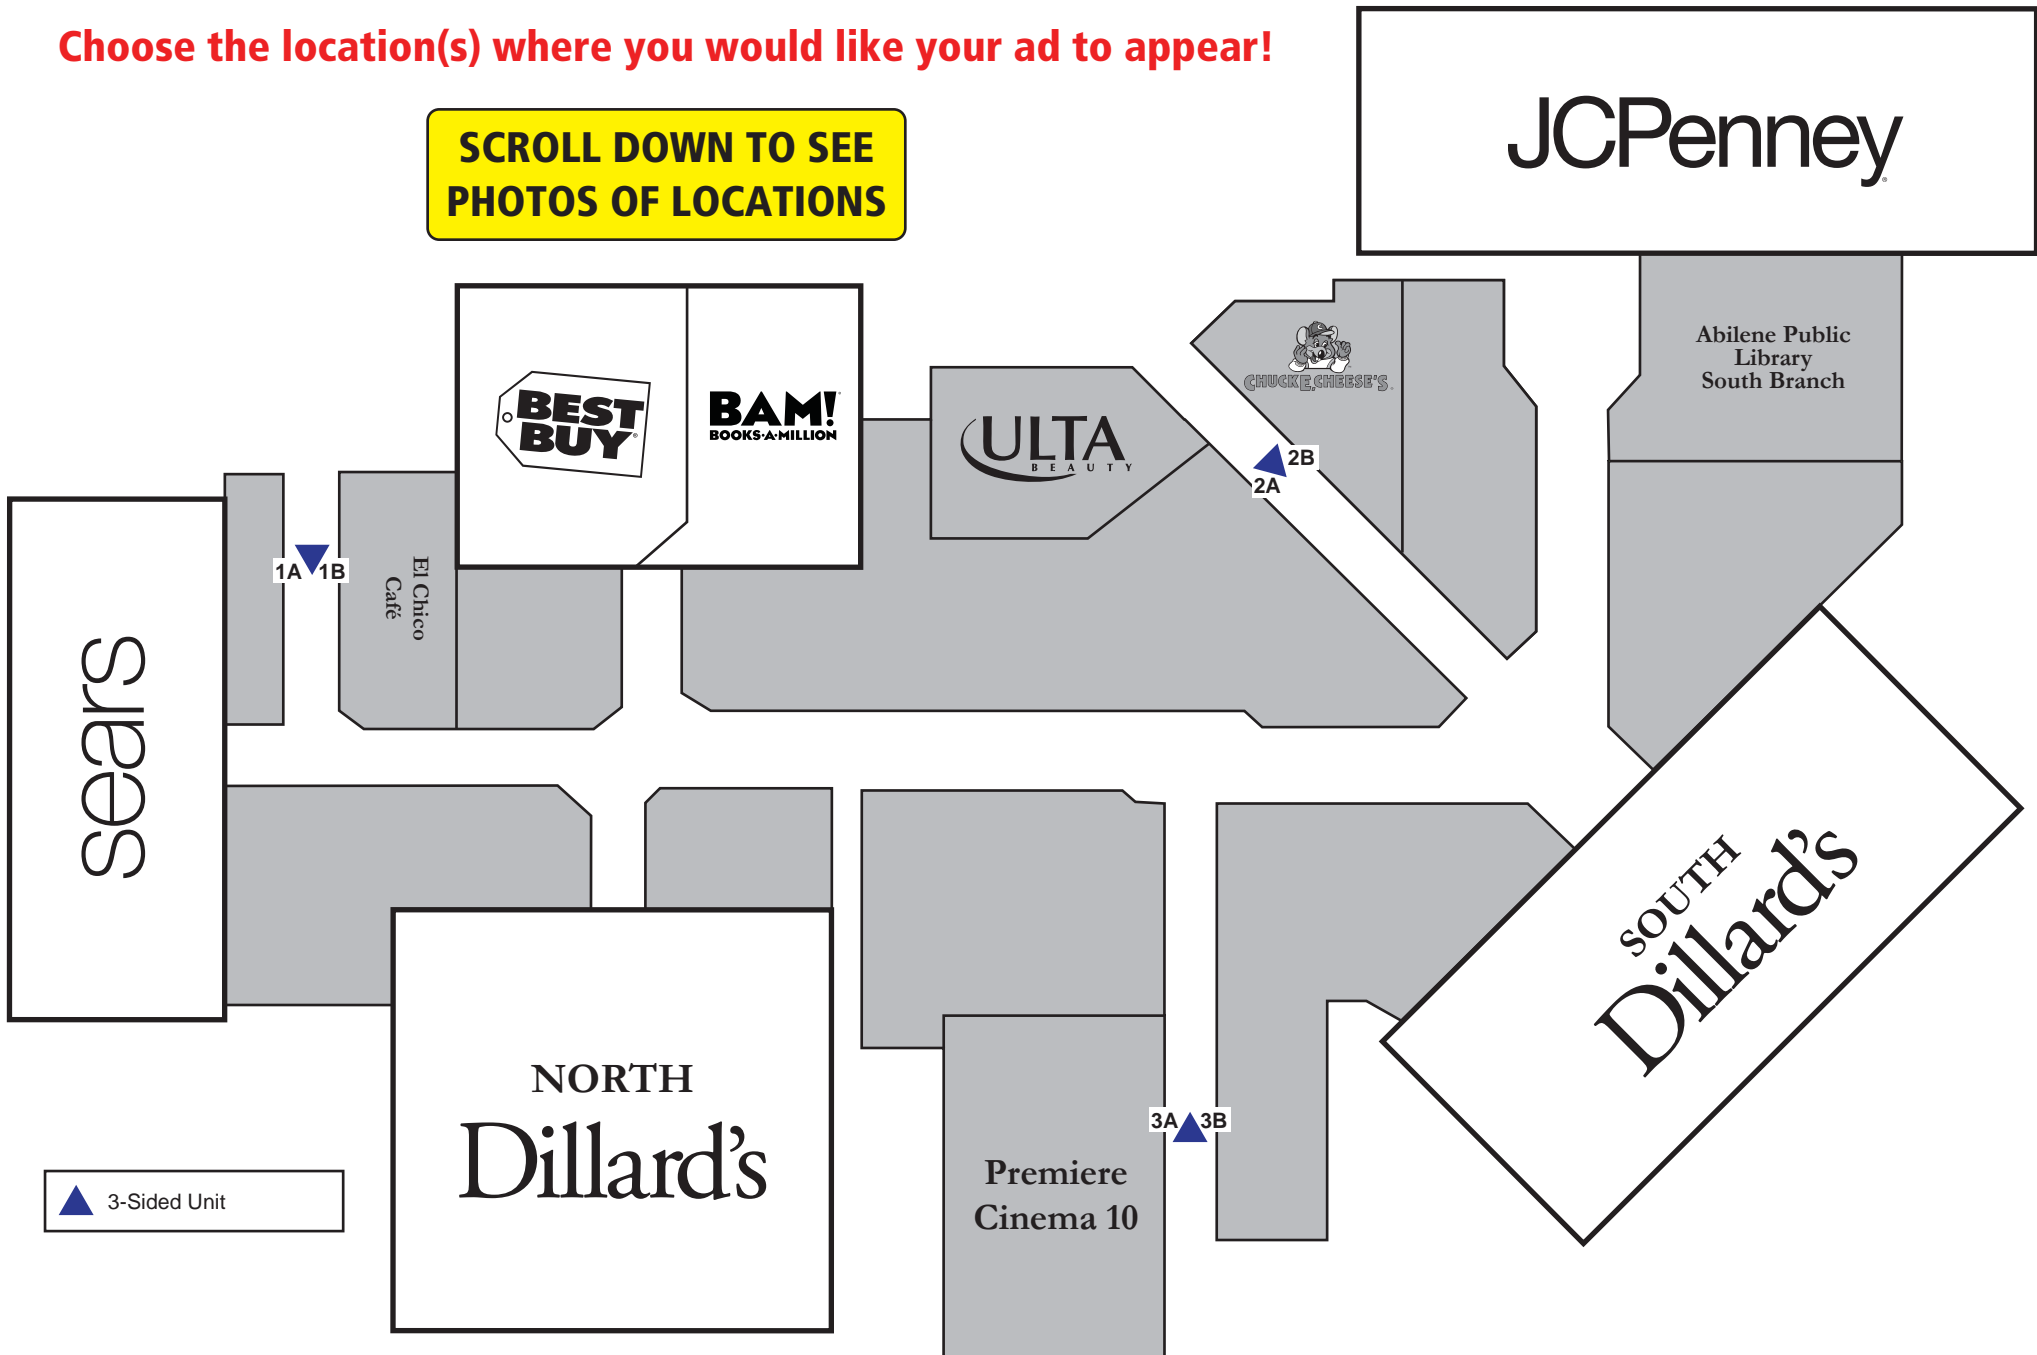 Choose the location(s) where you would like your ad to appear!
SCROLL DOWN TO SEE
PHOTOS OF LOCATIONS
JCPenney
Abilene Public
Library
South Branch
CHUCK E. CHEESE'S
BEST
BUY
BAM!
BOOKS·A·MILLION
ULTA
BEAUTY
2B
2A
1A
1B
El Chico
Café
sears
SOUTH
Dillard's
NORTH
Dillard's
3A
3B
Premiere
Cinema 10
3-Sided Unit